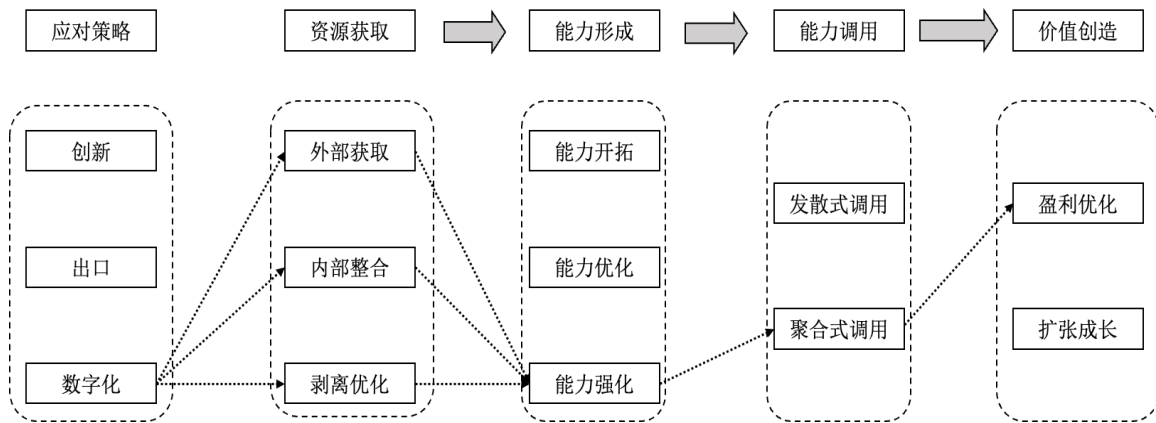 应对策略
资源获取
能力形成
能力调用
价值创造
创新
外部获取
能力开拓
发散式调用
盈利优化
出口
内部整合
能力优化
聚合式调用
扩张成长
数字化
剥离优化
能力强化